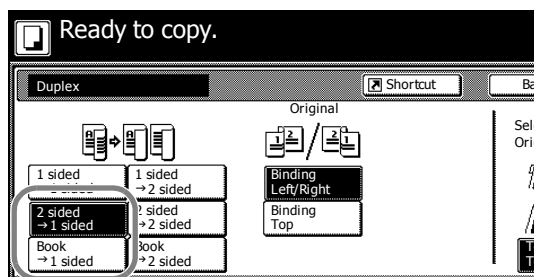 Ready to copy.
Duplex
Shortcut
Original
1 sided
1 sided
→2 sided
2 sided
→1 sided
2 sided
→2 sided
Book
→1 sided
Book
→2 sided
Binding
Left/Right
Binding
Top